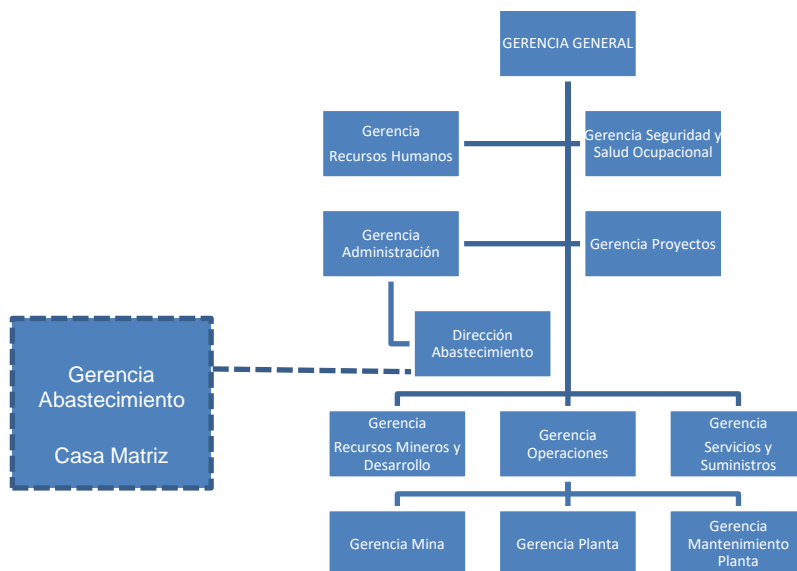 GERENCIA GENERAL
Gerencia
Recursos Humanos
Gerencia Seguridad y
Salud Ocupacional
Gerencia
Administración
Gerencia Proyectos
Dirección
Abastecimiento
Gerencia
Abastecimiento
Casa Matriz
Gerencia
Recursos Mineros y
Desarrollo
Gerencia
Operaciones
Gerencia
Servicios y
Suministros
Gerencia Mina
Gerencia Planta
Gerencia
Mantenimiento
Planta